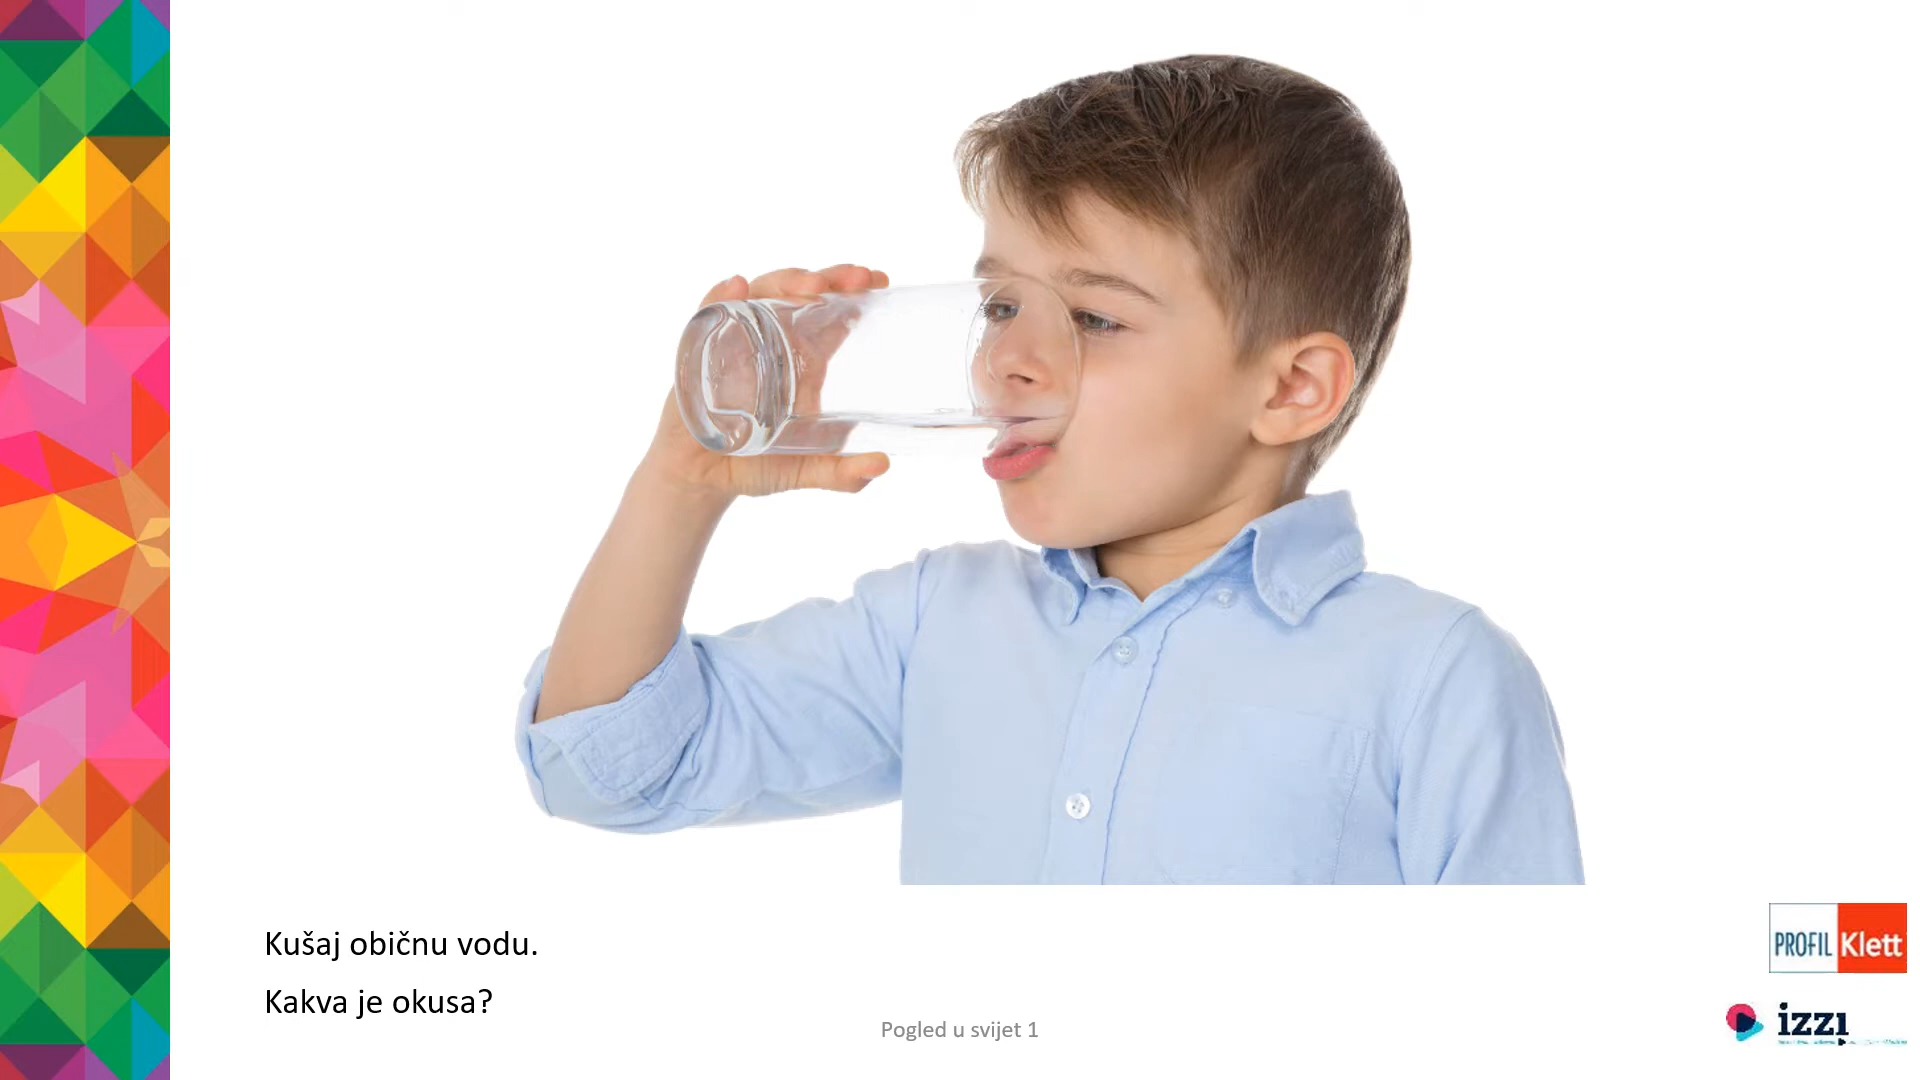 Kušaj običnu vodu.
Kakva je okusa?
Pogled u svijet 1
PROFIL Klett
izzi